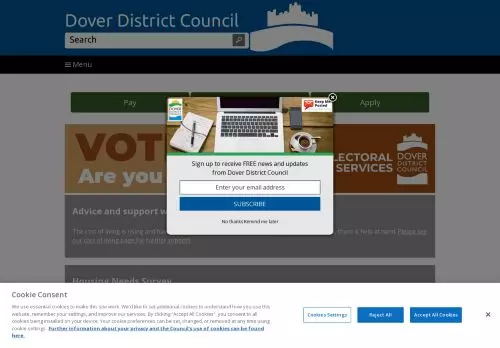 Dover District Council
Search
Menu
Pay
Apply
VOT
Are you
ELECTORAL
SERVICES
DOVER
DISTRICT
COUNCIL
DOVER
DISTRICT
COUNCIL
Keep Me
Posted
Sign up to receive FREE news and updates
from Dover District Council
Enter your email address
SUBSCRIBE
No thanks Remind me later
Advice and support w
The cost of living is rising and ha
there is help at hand. Please see
our cost of living page for further support.
Housing Needs Survey
Cookie Consent
We use essential cookies to make this site work. We'd like to set additional cookies to understand how you use this
website, remember your settings, and improve our services. By clicking "Accept All Cookies", you consent to all
cookies being installed on your device. Your cookie preferences can be set, changed, or removed at any time using
cookie settings. Further information about your privacy and the Council's use of cookies can be found
here.
Cookies Settings
Reject All
Accept All Cookies